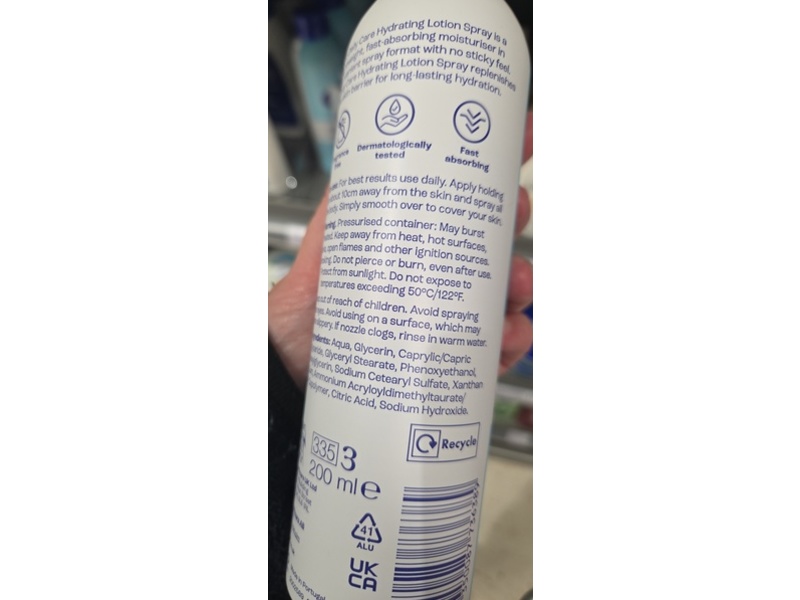 Care Hydrating Lotion Spray is a
fast-absorbing moisturiser in
spray format with no sticky feel.
Hydrating Lotion Spray replenishes
barrier for long-lasting hydration.
Dermatologically
tested
Fast
absorbing
For best results use daily. Apply holding
10cm away from the skin and spray
Simply smooth over to cover your skin.
Pressurised container: May burst
Keep away from heat, hot surfaces,
open flames and other ignition sources.
Do not pierce or burn, even after use.
from sunlight. Do not expose to
temperatures exceeding 50°C/122°F.
out of reach of children. Avoid spraying
Avoid using on a surface, which may
slippery. If nozzle clogs, rinse in warm water.
Aqua, Glycerin, Caprylic/Capric
Glyceryl Stearate, Phenoxyethanol,
Sodium Cetearyl Sulfate, Xanthan
Ammonium Acryloyldimethyltaurate/
Citric Acid, Sodium Hydroxide.
Recycle
335 3
200 ml e
41
ALU
UK
CA
in Portugal